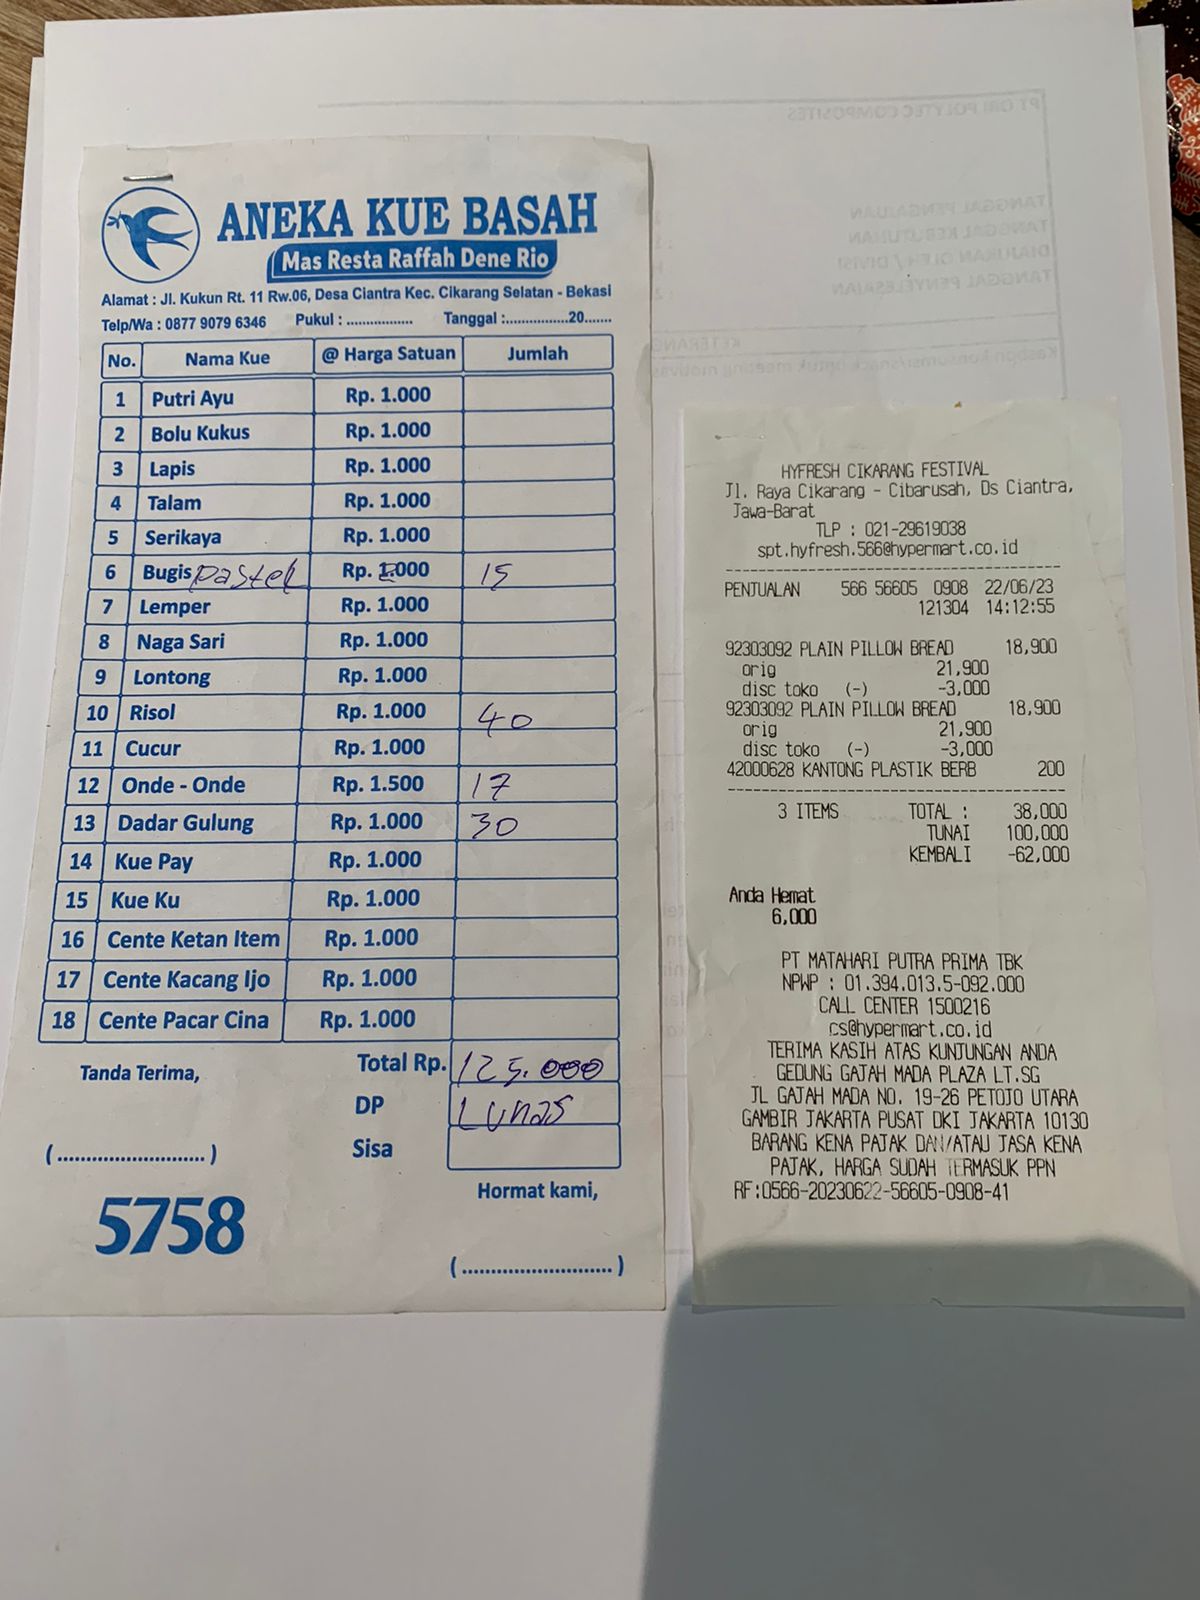 ANEKA KUE BASAH
Mas Resta Raffah Dene Rio
Alamat : Jl. Kukun Rt. 11 Rw.06, Desa Ciantra Kec. Cikarang Selatan - Bekasi
Telp/Wa : 0877 9079 6346 Pukul : ................. Tanggal :................20.......
No. Nama Kue @ Harga Satuan Jumlah
1 Putri Ayu Rp. 1.000
2 Bolu Kukus Rp. 1.000
3 Lapis Rp. 1.000
4 Talam Rp. 1.000
5 Serikaya Rp. 1.000
6 Bugis Pastel Rp. 000 15
7 Lemper Rp. 1.000
8 Naga Sari Rp. 1.000
9 Lontong Rp. 1.000
10 Risol Rp. 1.000 40
11 Cucur Rp. 1.000
12 Onde - Onde Rp. 1.500 17
13 Dadar Gulung Rp. 1.000 30
14 Kue Pay Rp. 1.000
15 Kue Ku Rp. 1.000
16 Cente Ketan Item Rp. 1.000
17 Cente Kacang Ijo Rp. 1.000
18 Cente Pacar Cina Rp. 1.000
Tanda Terima, Total Rp. 125.000
DP Lunas
(...........................) Sisa
Hormat kami,
5758
(...........................)
HYFRESH CIKARANG FESTIVAL
Jl. Raya Cikarang - Cibarusah, Ds Ciantra,
Jawa-Barat
TLP : 021-29619038
spt.hyfresh.566@hypermart.co.id
PENJUALAN 566 56605 0908 22/06/23
121304 14:12:55
92303092 PLAIN PILLOW BREAD 18,900
orig 21,900
disc toko (-) -3,000
92303092 PLAIN PILLOW BREAD 18,900
orig 21,900
disc toko (-) -3,000
42000628 KANTONG PLASTIK BERB 200
3 ITEMS TOTAL : 38,000
TUNAI 100,000
KEMBALI -62,000
Anda Hemat
6,000
PT MATAHARI PUTRA PRIMA TBK
NPWP : 01.394.013.5-092.000
CALL CENTER 1500216
cs@hypermart.co.id
TERIMA KASIH ATAS KUNJUNGAN ANDA
GEDUNG GAJAH MADA PLAZA LT.SG
JL GAJAH MADA NO. 19-26 PETOJO UTARA
GAMBIR JAKARTA PUSAT DKI JAKARTA 10130
BARANG KENA PAJAK DAN/ATAU JASA KENA
PAJAK, HARGA SUDAH TERMASUK PPN
RF:0566-20230622-56605-0908-41